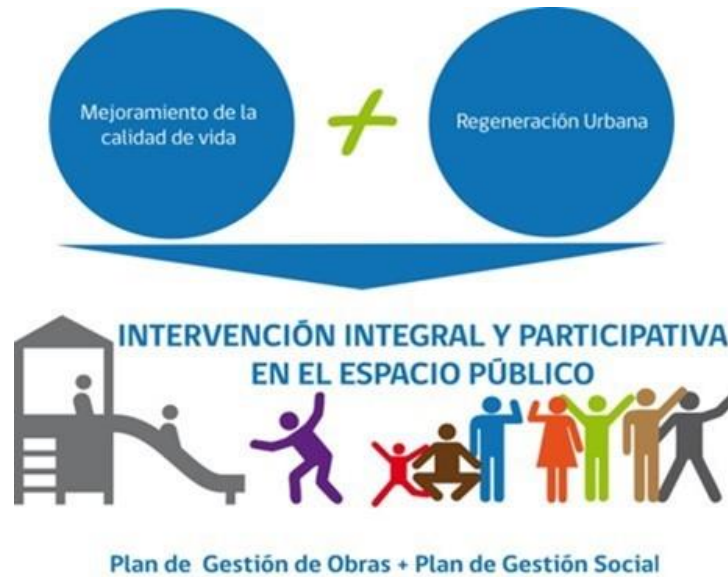 Mejoramiento de la
calidad de vida
+
Regeneración Urbana
INTERVENCIÓN INTEGRAL Y PARTICIPATIVA
EN EL ESPACIO PÚBLICO
Plan de Gestión de Obras + Plan de Gestión Social